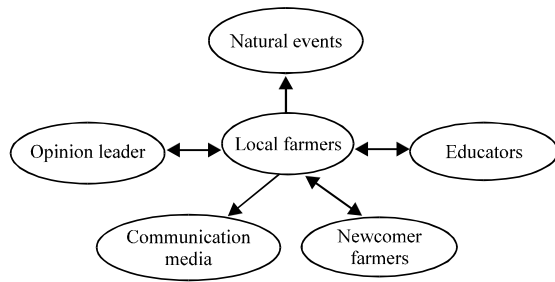 Natural events
Opinion leader
Local farmers
Educators
Communication
media
Newcomer
farmers